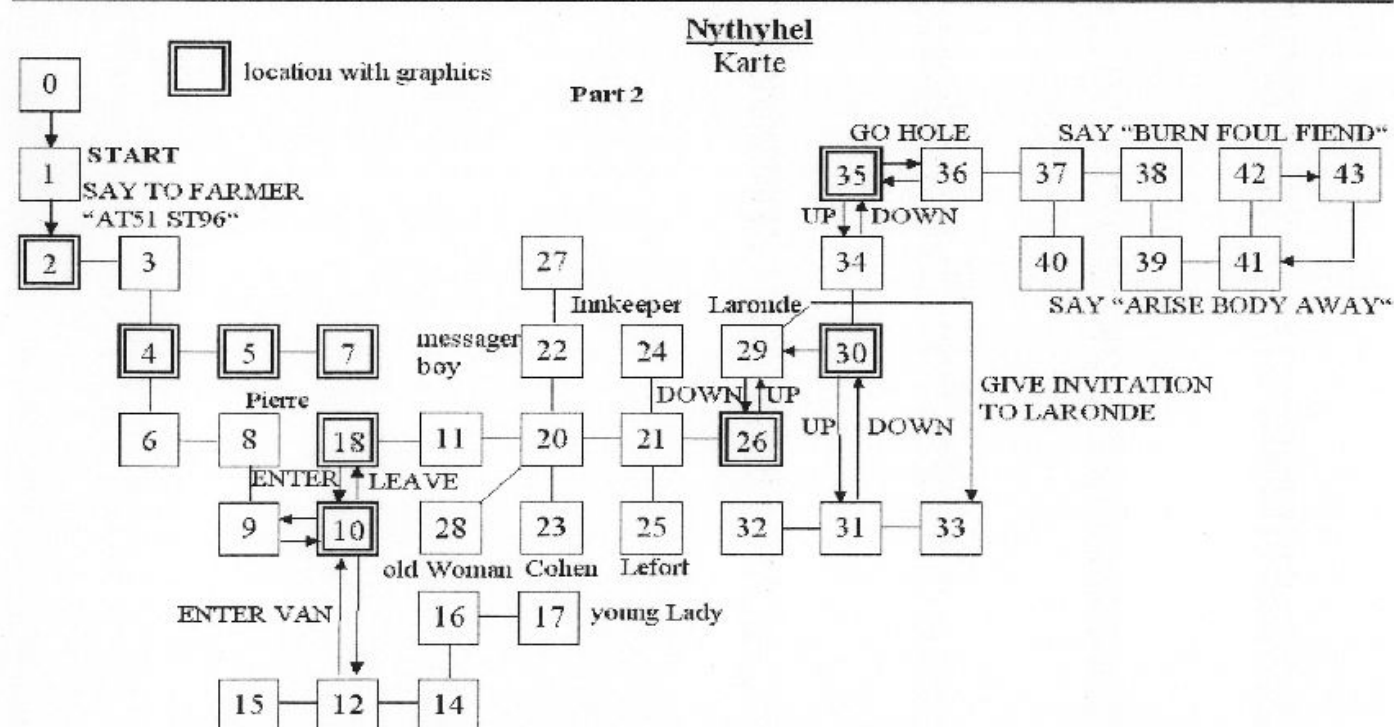 Nythyhel
Karte
location with graphics
Part 2
0
GO HOLE
SAY “BURN FOUL FIEND“
1
START
35
36
37
38
42
43
SAY TO FARMER
“AT51 ST96“
UP
DOWN
2
3
27
34
40
39
41
Innkeeper
Laronde
SAY “ARISE BODY AWAY“
4
5
7
messager
boy
22
24
29
30
GIVE INVITATION
TO LARONDE
Pierre
DOWN
UP
6
8
18
11
20
21
26
UP
DOWN
ENTER
LEAVE
9
10
28
23
25
32
31
33
old Woman
Cohen
Lefort
ENTER VAN
16
17
young Lady
15
12
14